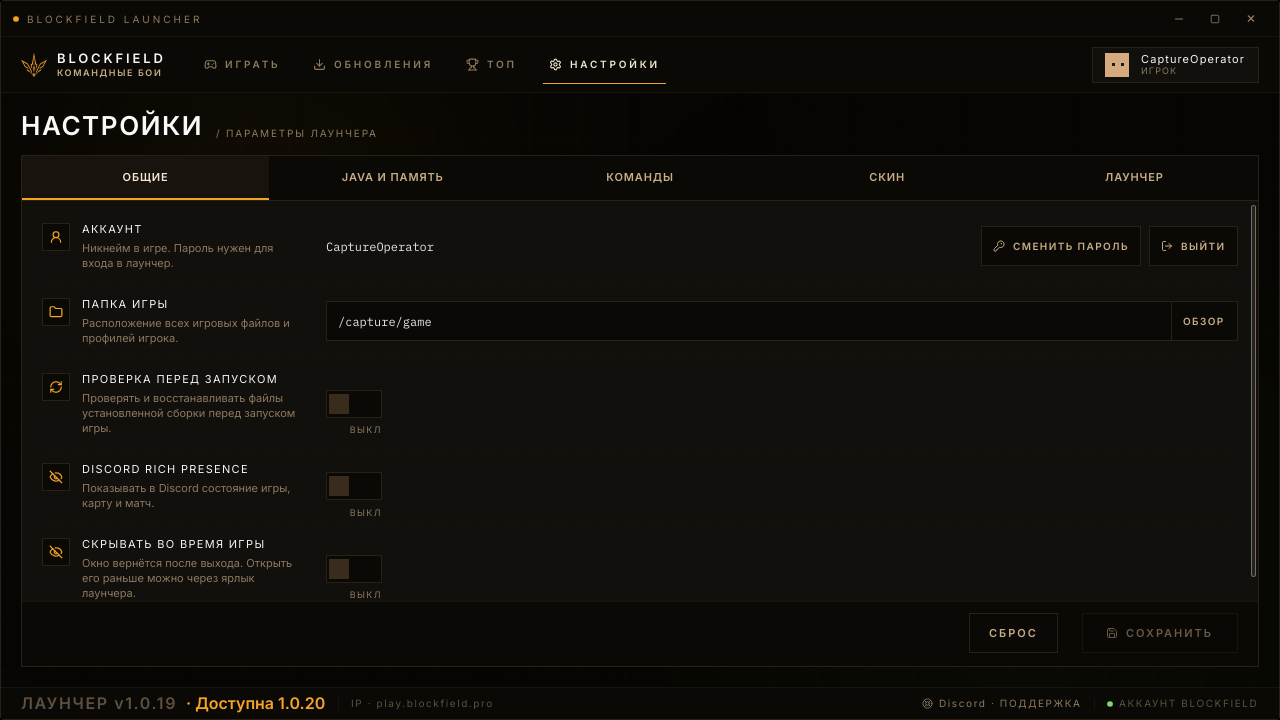 BLOCKFIELD LAUNCHER
BLOCKFIELD
КОМАНДНЫЕ БОИ
ИГРАТЬ
ОБНОВЛЕНИЯ
ТОП
НАСТРОЙКИ
CaptureOperator
ИГРОК
НАСТРОЙКИ / ПАРАМЕТРЫ ЛАУНЧЕРА
ОБЩИЕ
JAVA И ПАМЯТЬ
КОМАНДЫ
СКИН
ЛАУНЧЕР
АККАУНТ
Никнейм в игре. Пароль нужен для
входа в лаунчер.
CaptureOperator
СМЕНИТЬ ПАРОЛЬ
ВЫЙТИ
ПАПКА ИГРЫ
Расположение всех игровых файлов и
профилей игрока.
/capture/game
ОБЗОР
ПРОВЕРКА ПЕРЕД ЗАПУСКОМ
Проверять и восстанавливать файлы
установленной сборки перед запуском
игры.
ВЫКЛ
DISCORD RICH PRESENCE
Показывать в Discord состояние игры,
карту и матч.
ВЫКЛ
СКРЫВАТЬ ВО ВРЕМЯ ИГРЫ
Окно вернётся после выхода. Открыть
его раньше можно через ярлык
лаунчера.
ВЫКЛ
СБРОС
СОХРАНИТЬ
ЛАУНЧЕР v1.0.19 · Доступна 1.0.20
IP · play.blockfield.pro
Discord · ПОДДЕРЖКА
АККАУНТ BLOCKFIELD